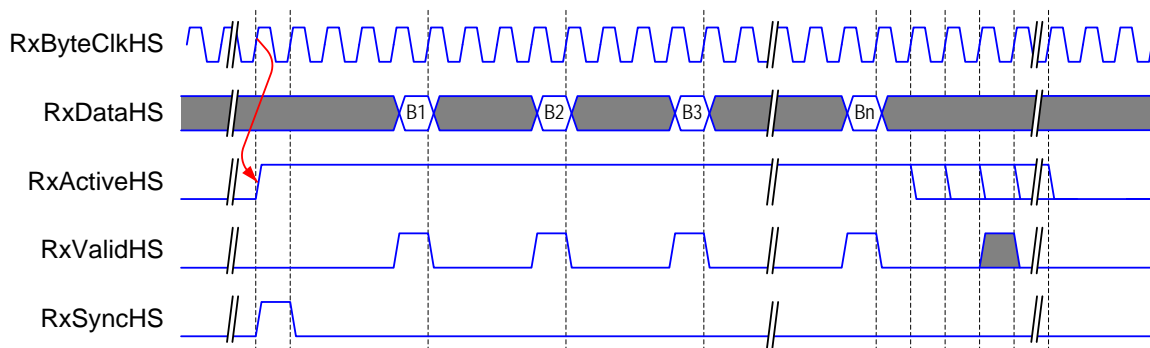 RxByteClkHS
RxDataHS B1 B2 B3 Bn
RxActiveHS
RxValidHS
RxSyncHS